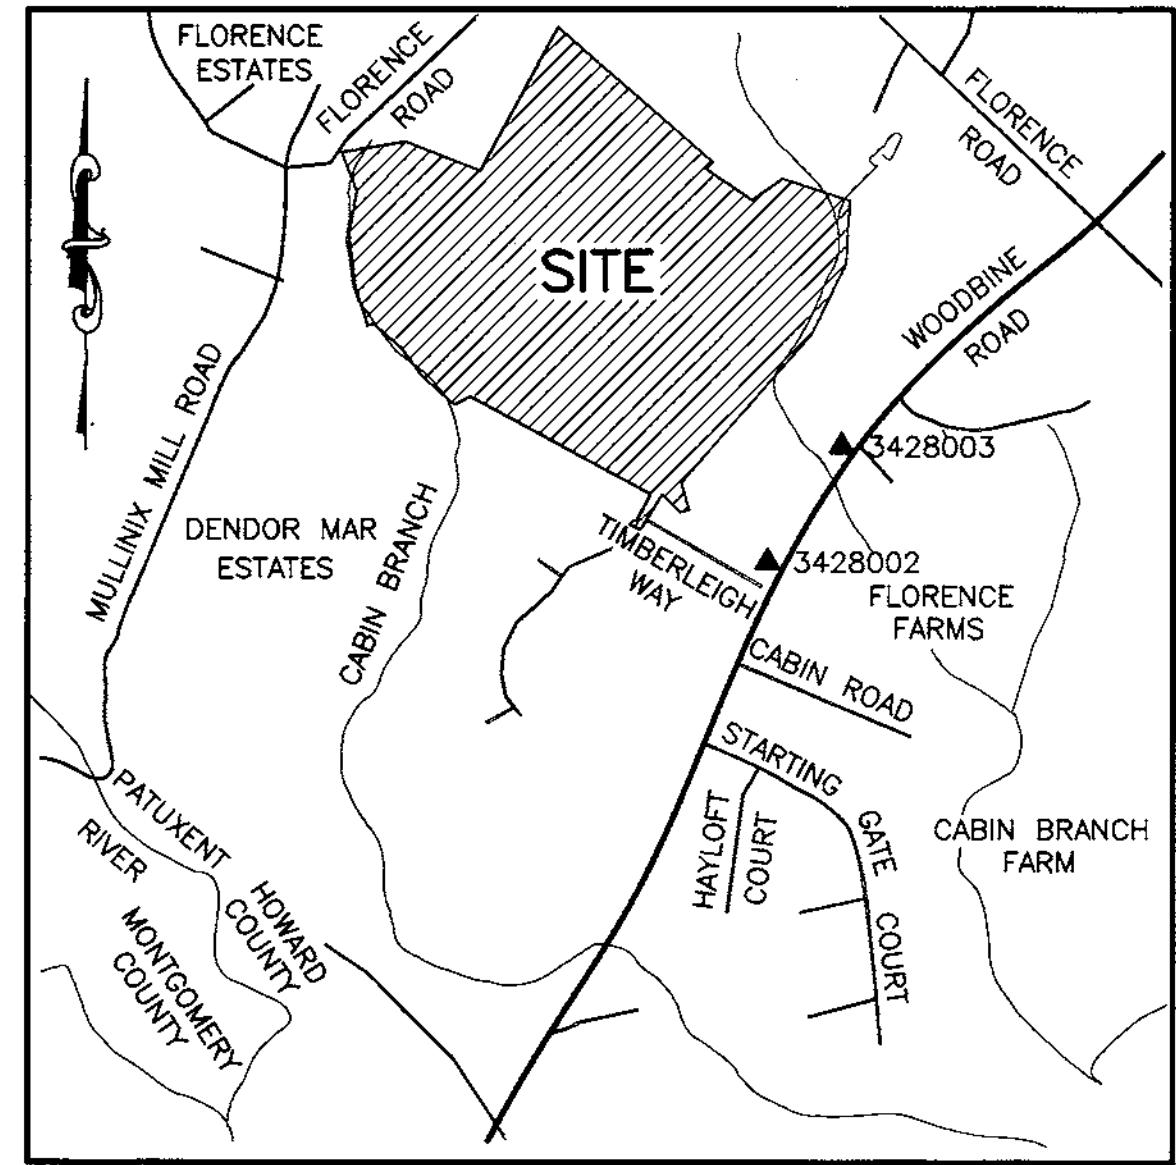 FLORENCE
ESTATES
FLORENCE
ROAD
FLORENCE
ROAD
SITE
WOODBINE
ROAD
MULLINIX MILL ROAD
3428003
DENDOR MAR
ESTATES
CABIN BRANCH
TIMBERLEIGH
WAY
3428002
FLORENCE
FARMS
CABIN ROAD
STARTING
GATE
COURT
HAYLOFT
COURT
CABIN BRANCH
FARM
PATUXENT
RIVER
HOWARD
COUNTY
MONTGOMERY
COUNTY